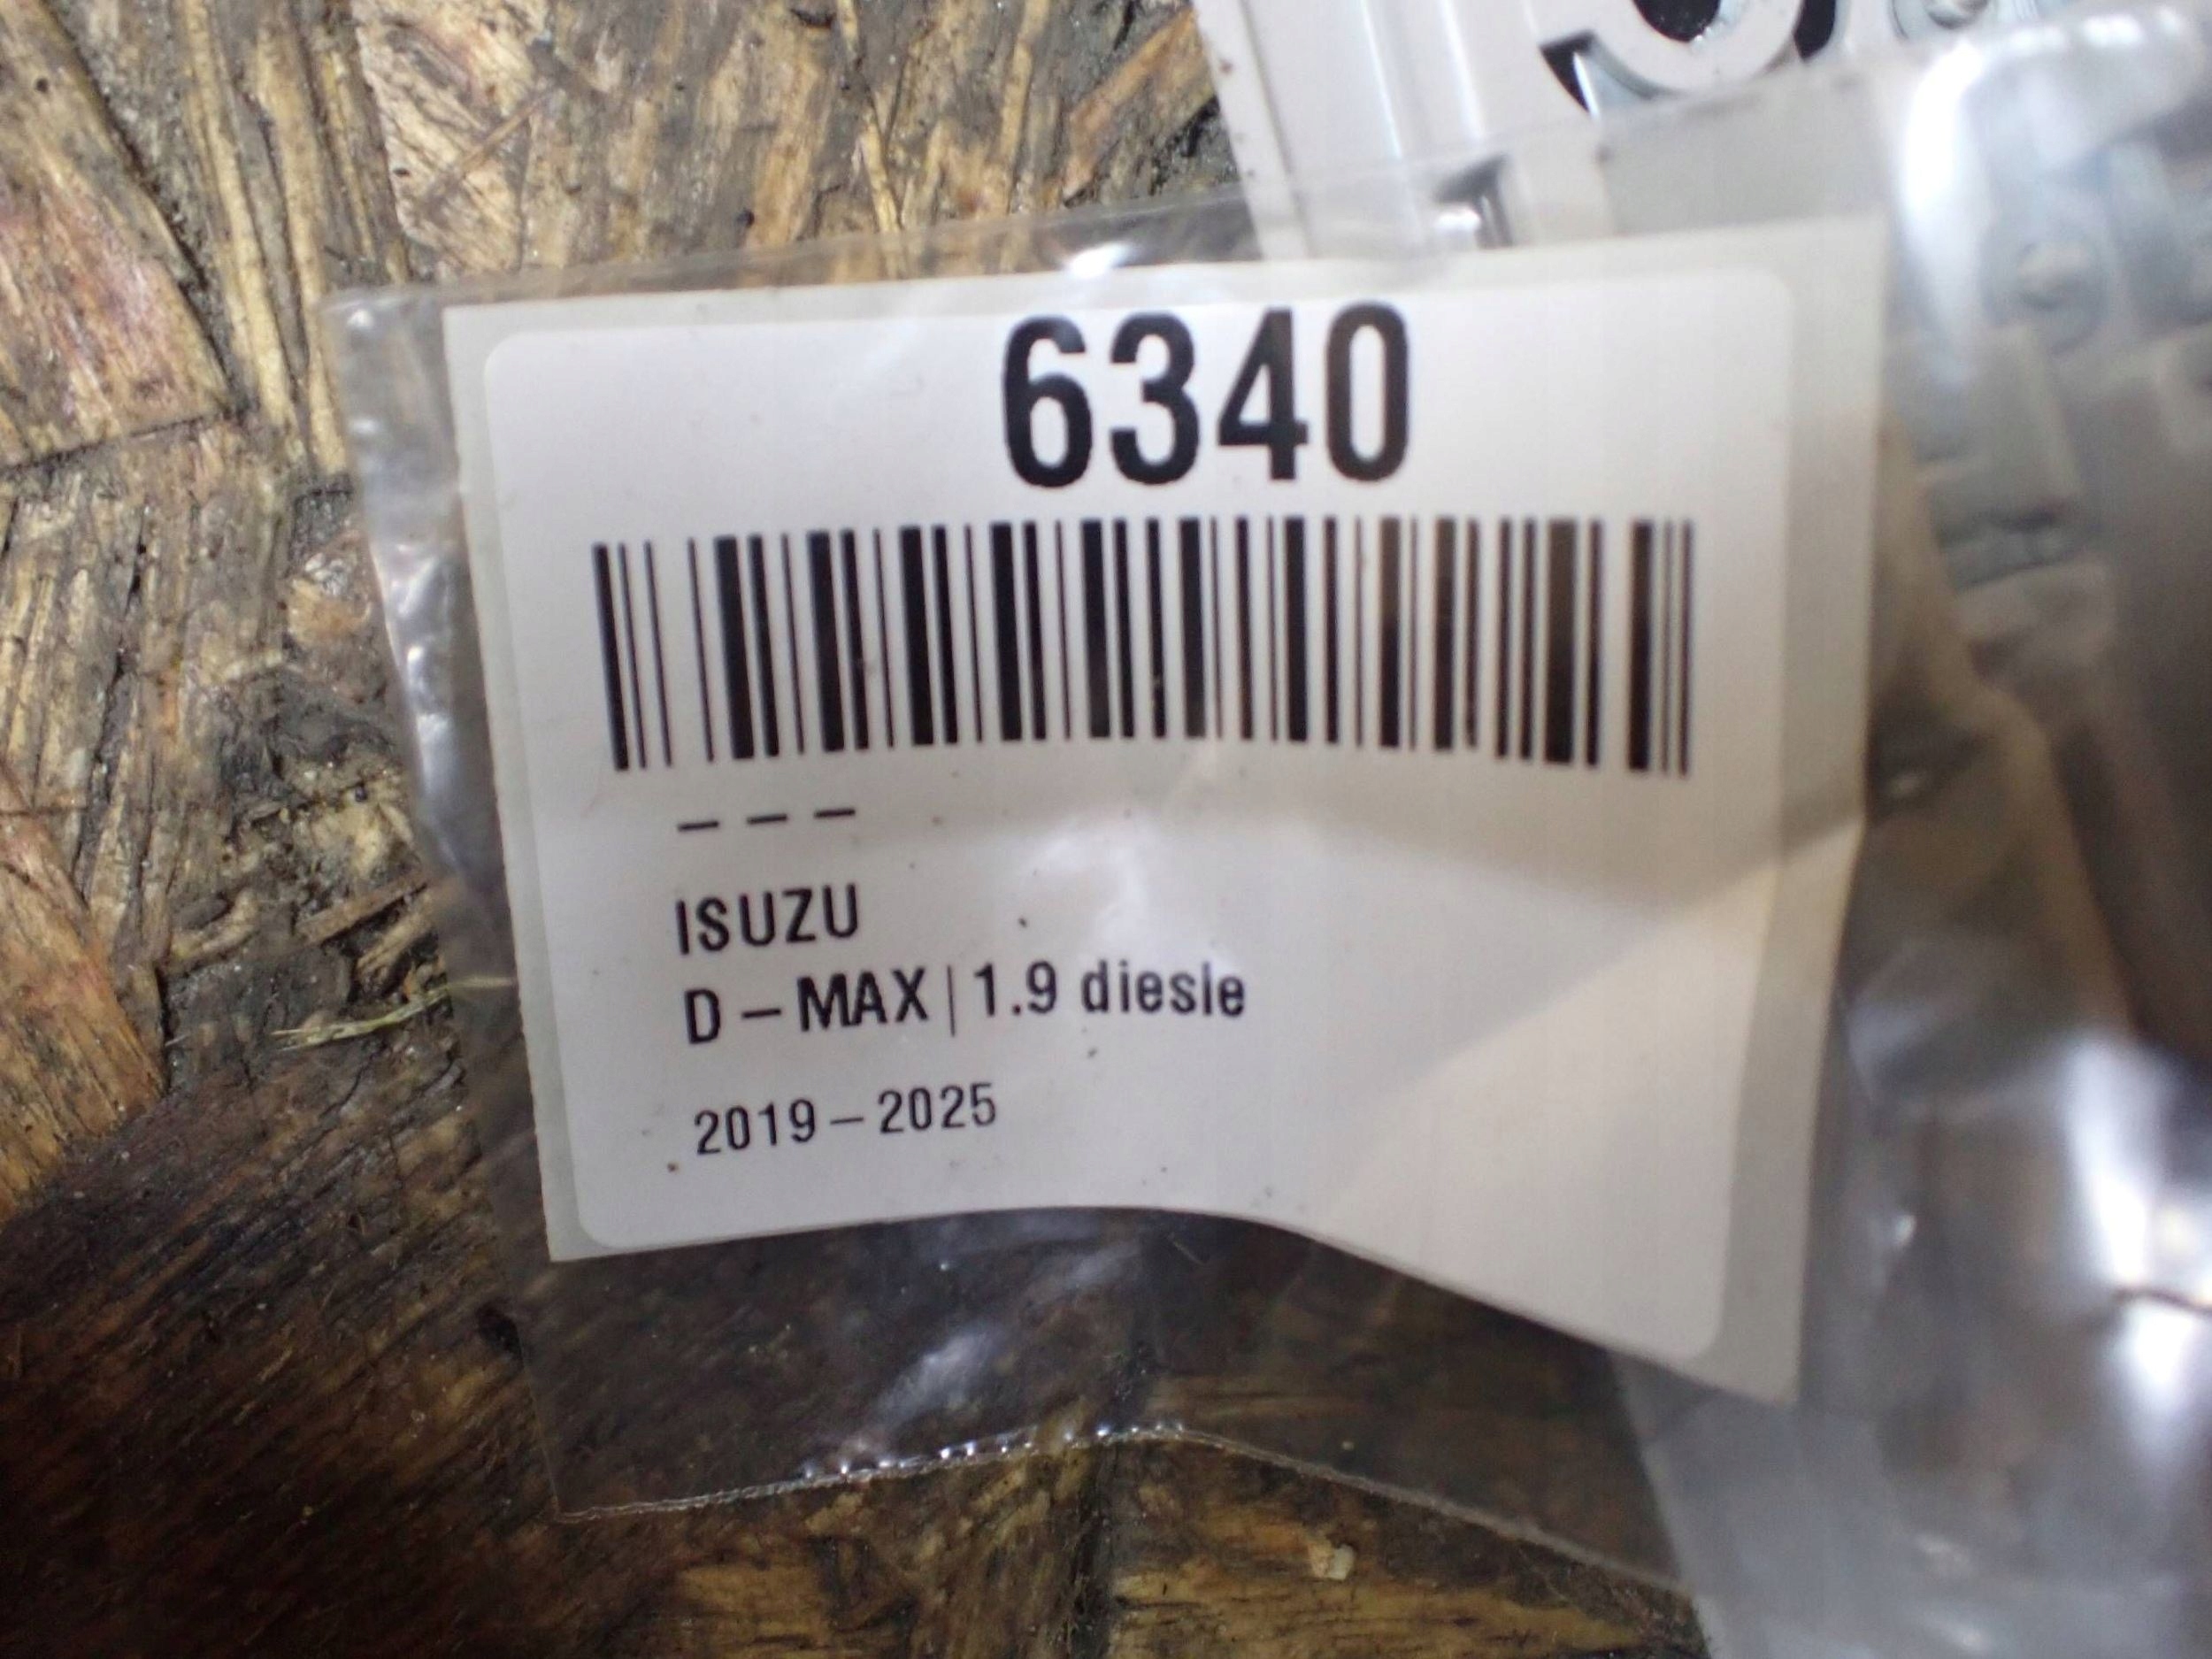 6340
– – –
ISUZU
D – MAX | 1.9 diesle
2019 – 2025